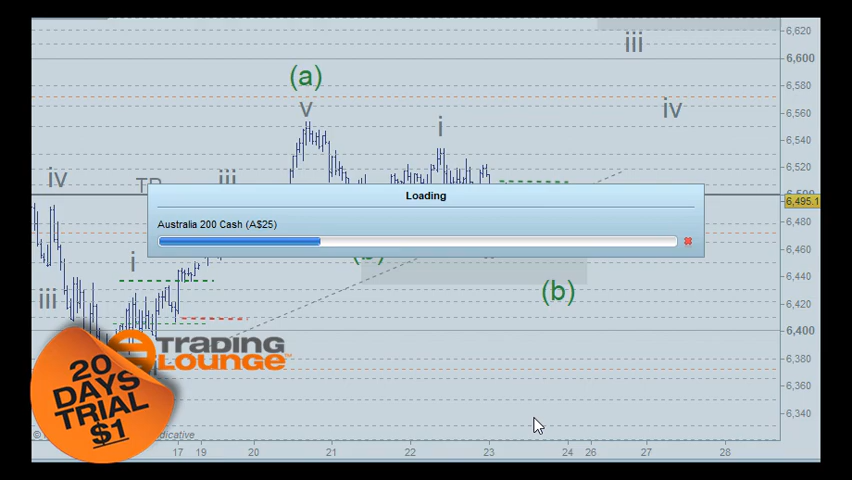 6,620
iii
6,600
(a)
6,580
v
iv
6,560
i
6,540
6,520
iv
iii
Loading
6,495.1
Australia 200 Cash (A$25)
6,480
6,460
i
6,440
(b)
iii
6,420
6,400
TRADING
LOUNGE
20
DAYS
TRIAL
$1
6,380
6,360
6,340
17 19 20 21 22 23 24 26 27 28